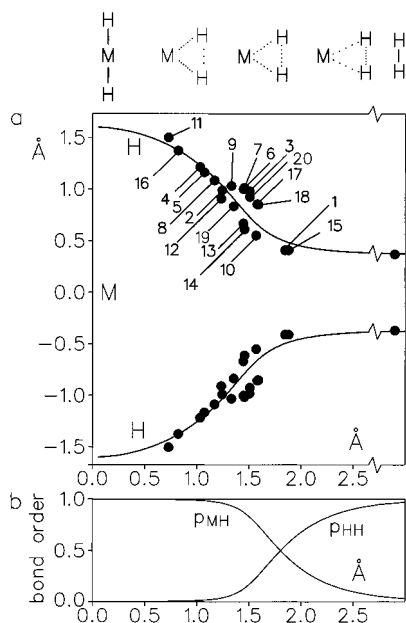 H H H H H
M M M M
H H H H
a
Å
1.5
11
H
9 7 6 3
20
17
1.0
16
4
5
18
8
2
1
12
19
15
0.5
13
14
10
0.0
M
−0.5
−1.0
H
Å
−1.5
0.0 0.5 1.0 1.5 2.0 2.5
b
bond order
1.0
pMH
pHH
0.5
Å
0.0
0.0 0.5 1.0 1.5 2.0 2.5